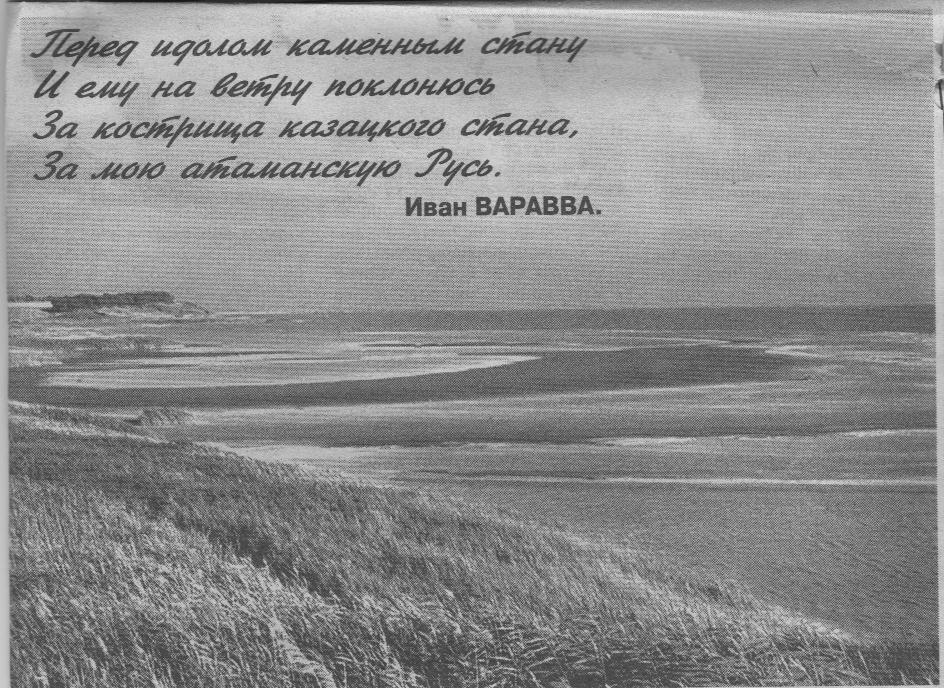 Перед идолом каменным стану
И ему на ветру поклонюсь
За кострища казацкого стана,
За мою атаманскую Русь.
Иван ВАРАВВА.